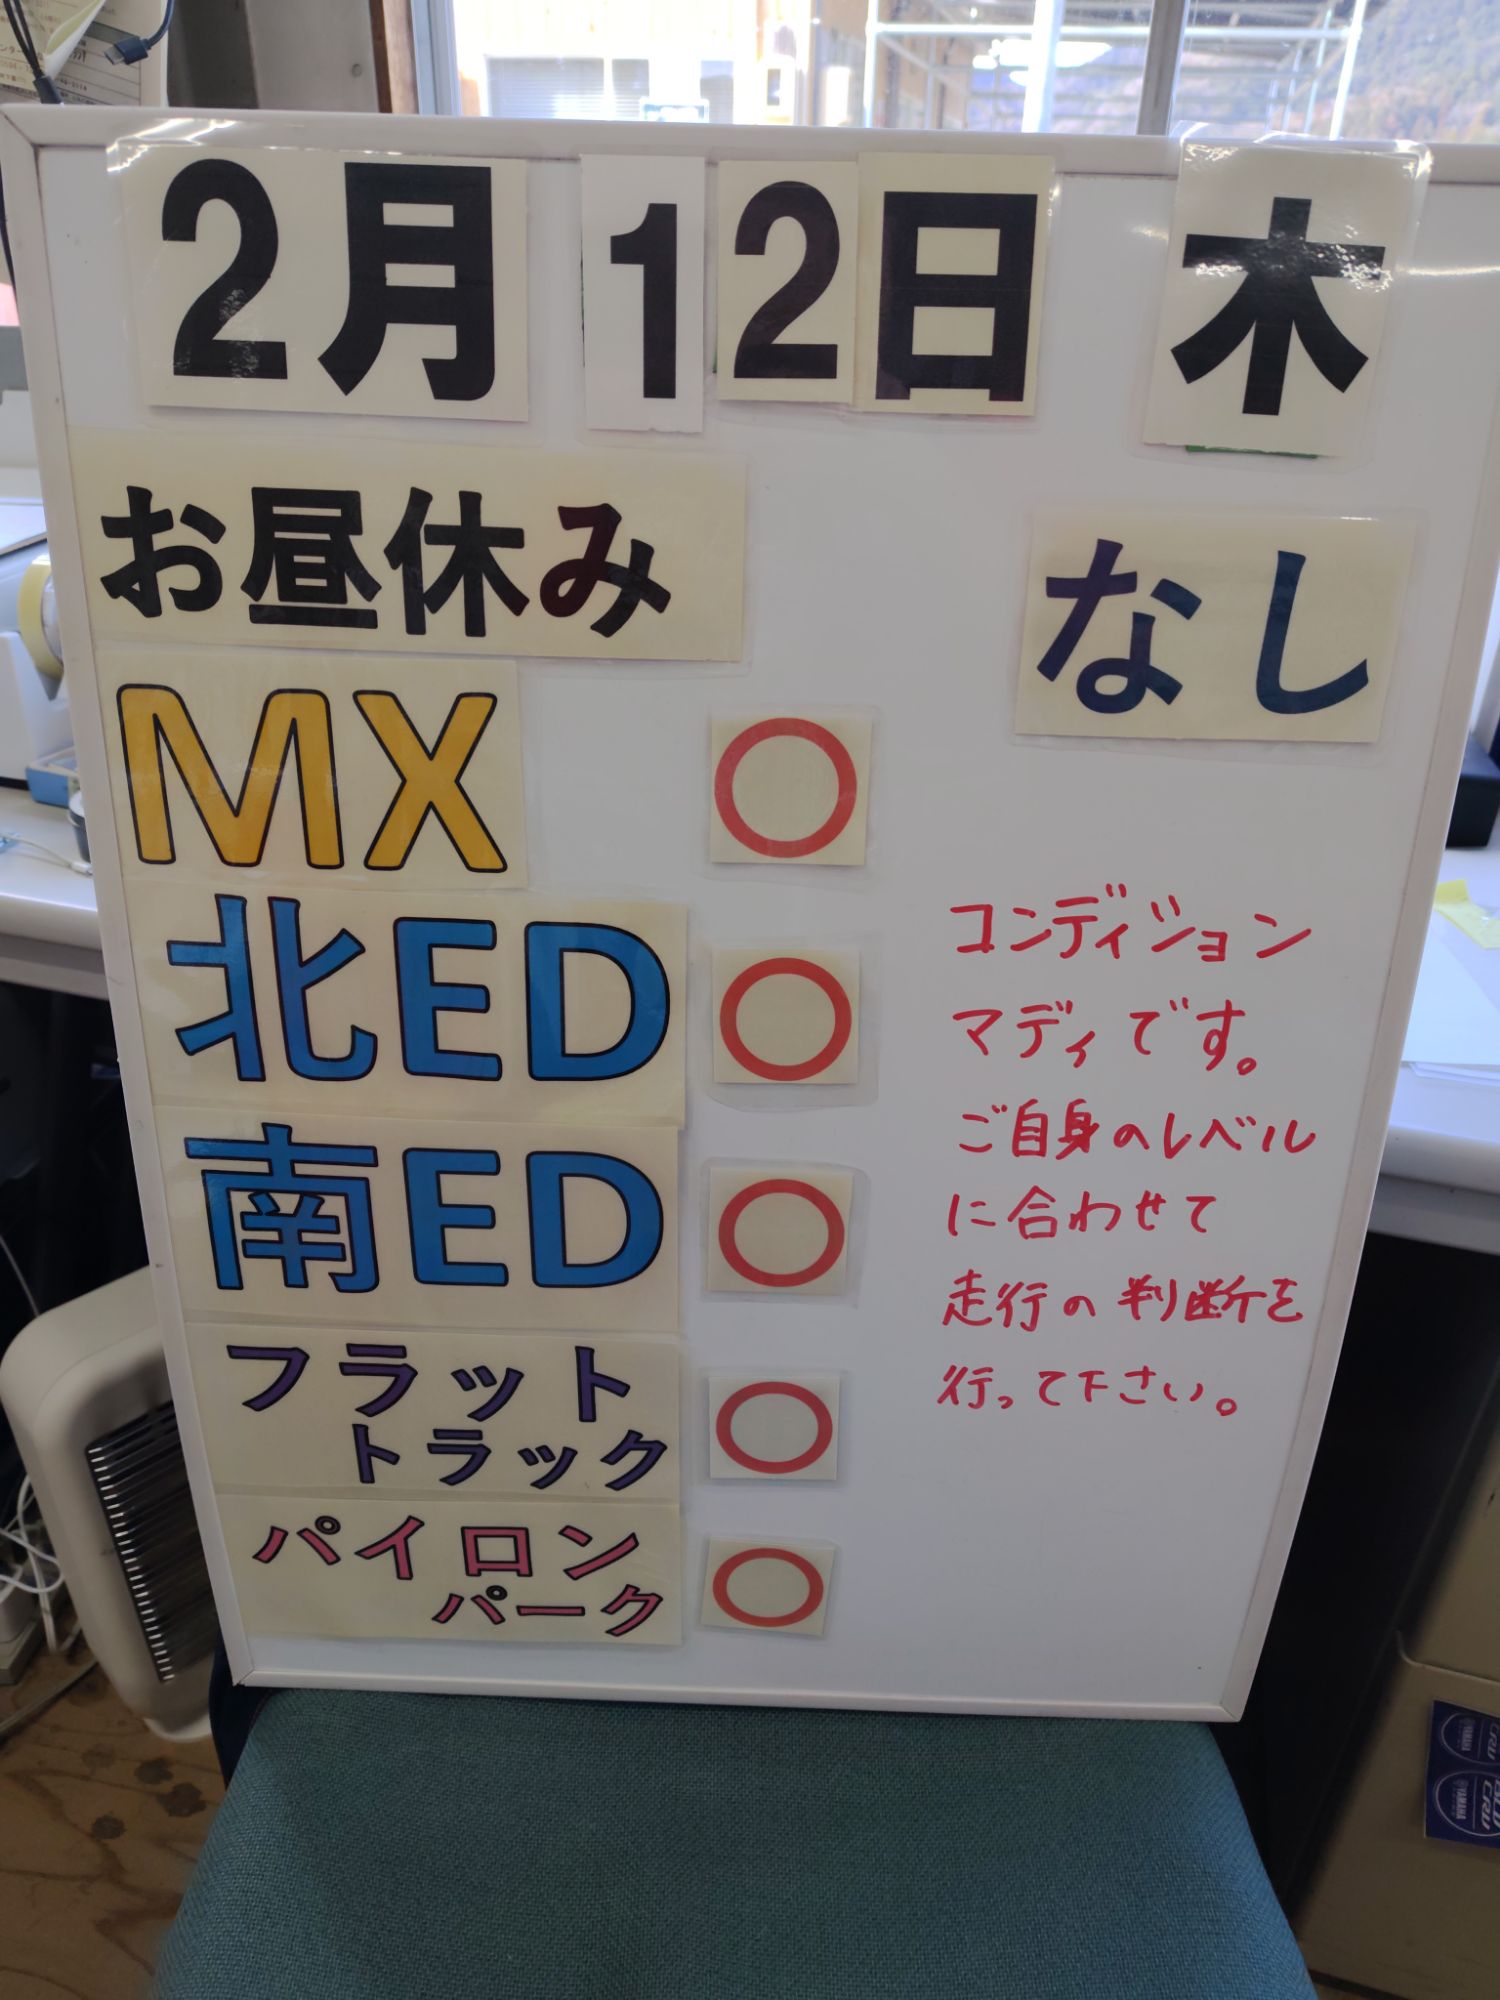 2月 12日 木
お昼休み なし
MX ○
北ED ○
南ED ○
フラット
トラック ○
パイロン
パーク ○
コンディション
マディです。
ご自身のレベル
に合わせて
走行の判断を
行って下さい。
YAMAHA
YAMAHA